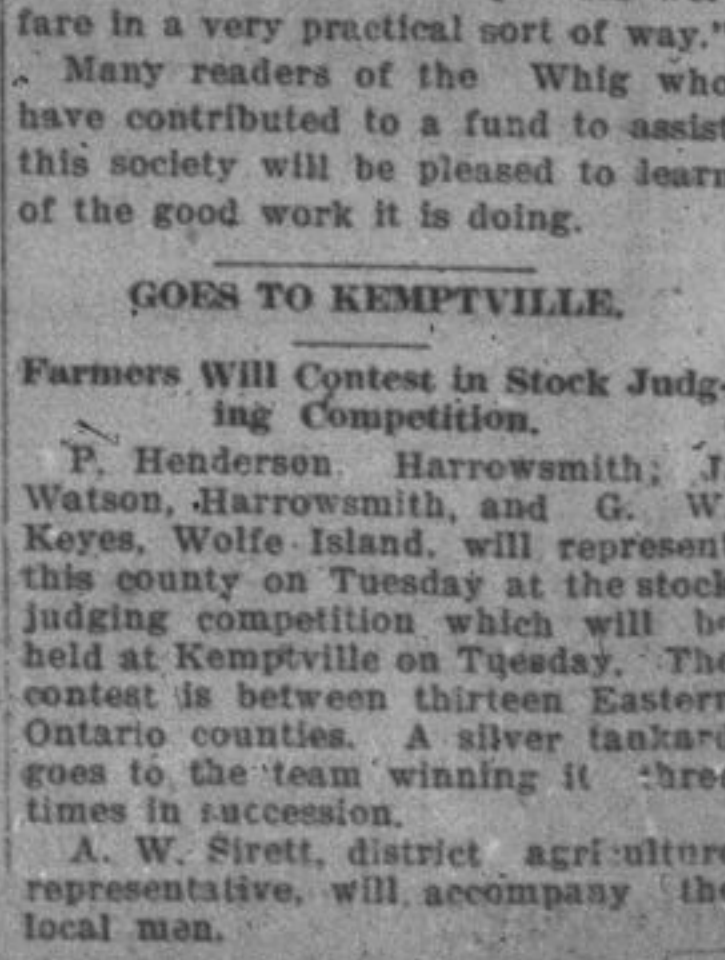 fare in a very practical sort of way."
Many readers of the Whig who
have contributed to a fund to assist
this society will be pleased to learn
of the good work it is doing.
GOES TO KEMPTVILLE.
Farmers Will Contest in Stock Judg-
ing Competition.
P. Henderson, Harrowsmith; J.
Watson, Harrowsmith, and G. W.
Keyes, Wolfe Island, will represent
this county on Tuesday at the stock
judging competition which will be
held at Kemptville on Tuesday. The
contest is between thirteen Eastern
Ontario counties. A silver tankard
goes to the team winning it three
times in succession.
A. W. Sirett, district agriculture
representative, will accompany the
local men.